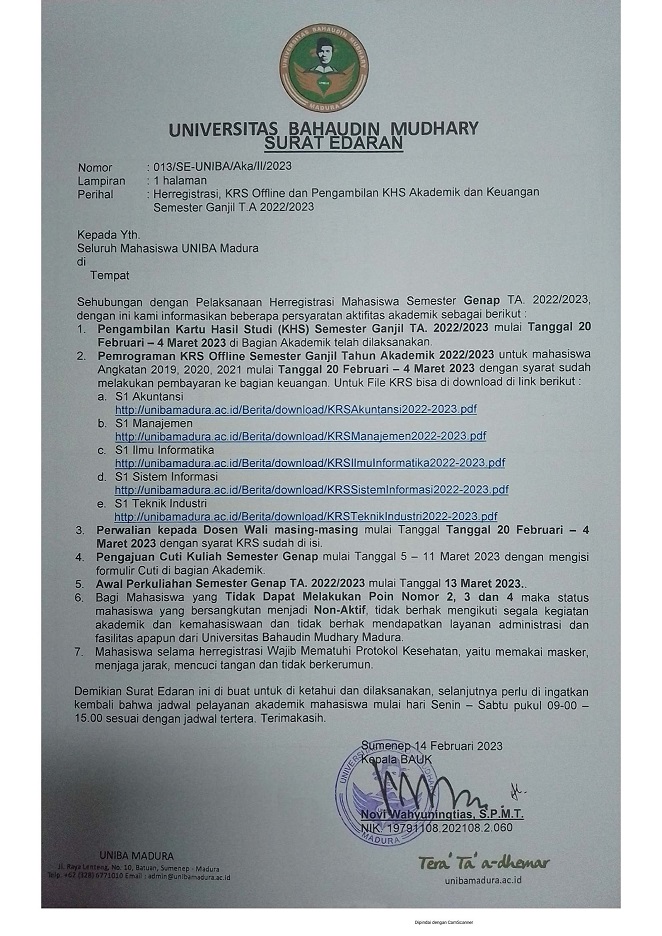 UNIVERSITAS BAHAUDIN MUDHARY
MADURA
UNIVERSITAS BAHAUDIN MUDHARY
SURAT EDARAN
Nomor : 013/SE-UNIBA/Aka/II/2023
Lampiran : 1 halaman
Perihal : Herregistrasi, KRS Offline dan Pengambilan KHS Akademik dan Keuangan
Semester Ganjil T.A 2022/2023
Kepada Yth.
Seluruh Mahasiswa UNIBA Madura
di
Tempat
Sehubungan dengan Pelaksanaan Herregistrasi Mahasiswa Semester Genap TA. 2022/2023,
dengan ini kami informasikan beberapa persyaratan aktifitas akademik sebagai berikut :
1. Pengambilan Kartu Hasil Studi (KHS) Semester Ganjil TA. 2022/2023 mulai Tanggal 20
Februari – 4 Maret 2023 di Bagian Akademik telah dilaksanakan.
2. Pemrograman KRS Offline Semester Ganjil Tahun Akademik 2022/2023 untuk mahasiswa
Angkatan 2019, 2020, 2021 mulai Tanggal 20 Februari – 4 Maret 2023 dengan syarat sudah
melakukan pembayaran ke bagian keuangan. Untuk File KRS bisa di download di link berikut :
a. S1 Akuntansi
http://unibamadura.ac.id/Berita/download/KRSAkuntansi2022-2023.pdf
b. S1 Manajemen
http://unibamadura.ac.id/Berita/download/KRSManajemen2022-2023.pdf
c. S1 Ilmu Informatika
http://unibamadura.ac.id/Berita/download/KRSIlmuInformatika2022-2023.pdf
d. S1 Sistem Informasi
http://unibamadura.ac.id/Berita/download/KRSSistemInformasi2022-2023.pdf
e. S1 Teknik Industri
http://unibamadura.ac.id/Berita/download/KRSTeknikIndustri2022-2023.pdf
3. Perwalian kepada Dosen Wali masing-masing mulai Tanggal Tanggal 20 Februari – 4
Maret 2023 dengan syarat KRS sudah di isi.
4. Pengajuan Cuti Kuliah Semester Genap mulai Tanggal 5 – 11 Maret 2023 dengan mengisi
formulir Cuti di bagian Akademik.
5. Awal Perkuliahan Semester Genap TA. 2022/2023 mulai Tanggal 13 Maret 2023..
6. Bagi Mahasiswa yang Tidak Dapat Melakukan Poin Nomor 2, 3 dan 4 maka status
mahasiswa yang bersangkutan menjadi Non-Aktif, tidak berhak mengikuti segala kegiatan
akademik dan kemahasiswaan dan tidak berhak mendapatkan layanan administrasi dan
fasilitas apapun dari Universitas Bahaudin Mudhary Madura.
7. Mahasiswa selama herregistrasi Wajib Mematuhi Protokol Kesehatan, yaitu memakai masker,
menjaga jarak, mencuci tangan dan tidak berkerumun.
Demikian Surat Edaran ini di buat untuk di ketahui dan dilaksanakan, selanjutnya perlu di ingatkan
kembali bahwa jadwal pelayanan akademik mahasiswa mulai hari Senin – Sabtu pukul 09-00 –
15.00 sesuai dengan jadwal tertera. Terimakasih.
Sumenep 14 Februari 2023
Kepala BAUK
MADURA
Novi Wahyuningtias, S.P.M.T.
NIK. 19791108.202108.2.060
UNIBA MADURA
Jl. Raya Lenteng, No. 10, Batuan, Sumenep - Madura
Telp. +62 (328) 6771010 Email : admin@unibamadura.ac.id
Tera' Ta' a-dhemar
unibamadura.ac.id
Dipindai dengan CamScanner